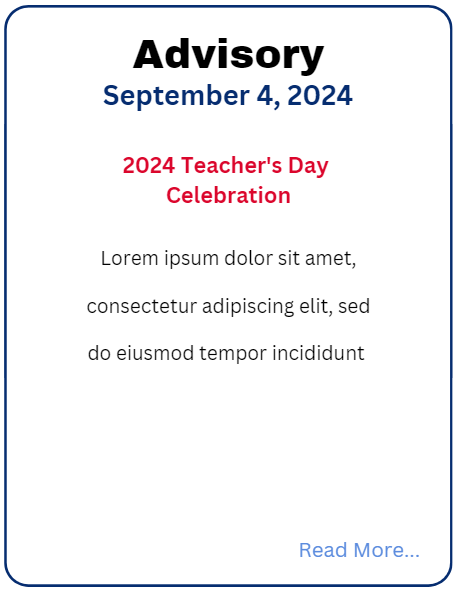 Advisory
September 4, 2024
2024 Teacher's Day
Celebration
Lorem ipsum dolor sit amet,
consectetur adipiscing elit, sed
do eiusmod tempor incididunt
Read More...